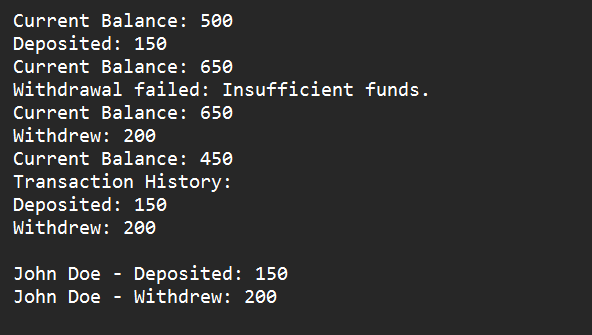 Current Balance: 500
Deposited: 150
Current Balance: 650
Withdrawal failed: Insufficient funds.
Current Balance: 650
Withdrew: 200
Current Balance: 450
Transaction History:
Deposited: 150
Withdrew: 200

John Doe - Deposited: 150
John Doe - Withdrew: 200